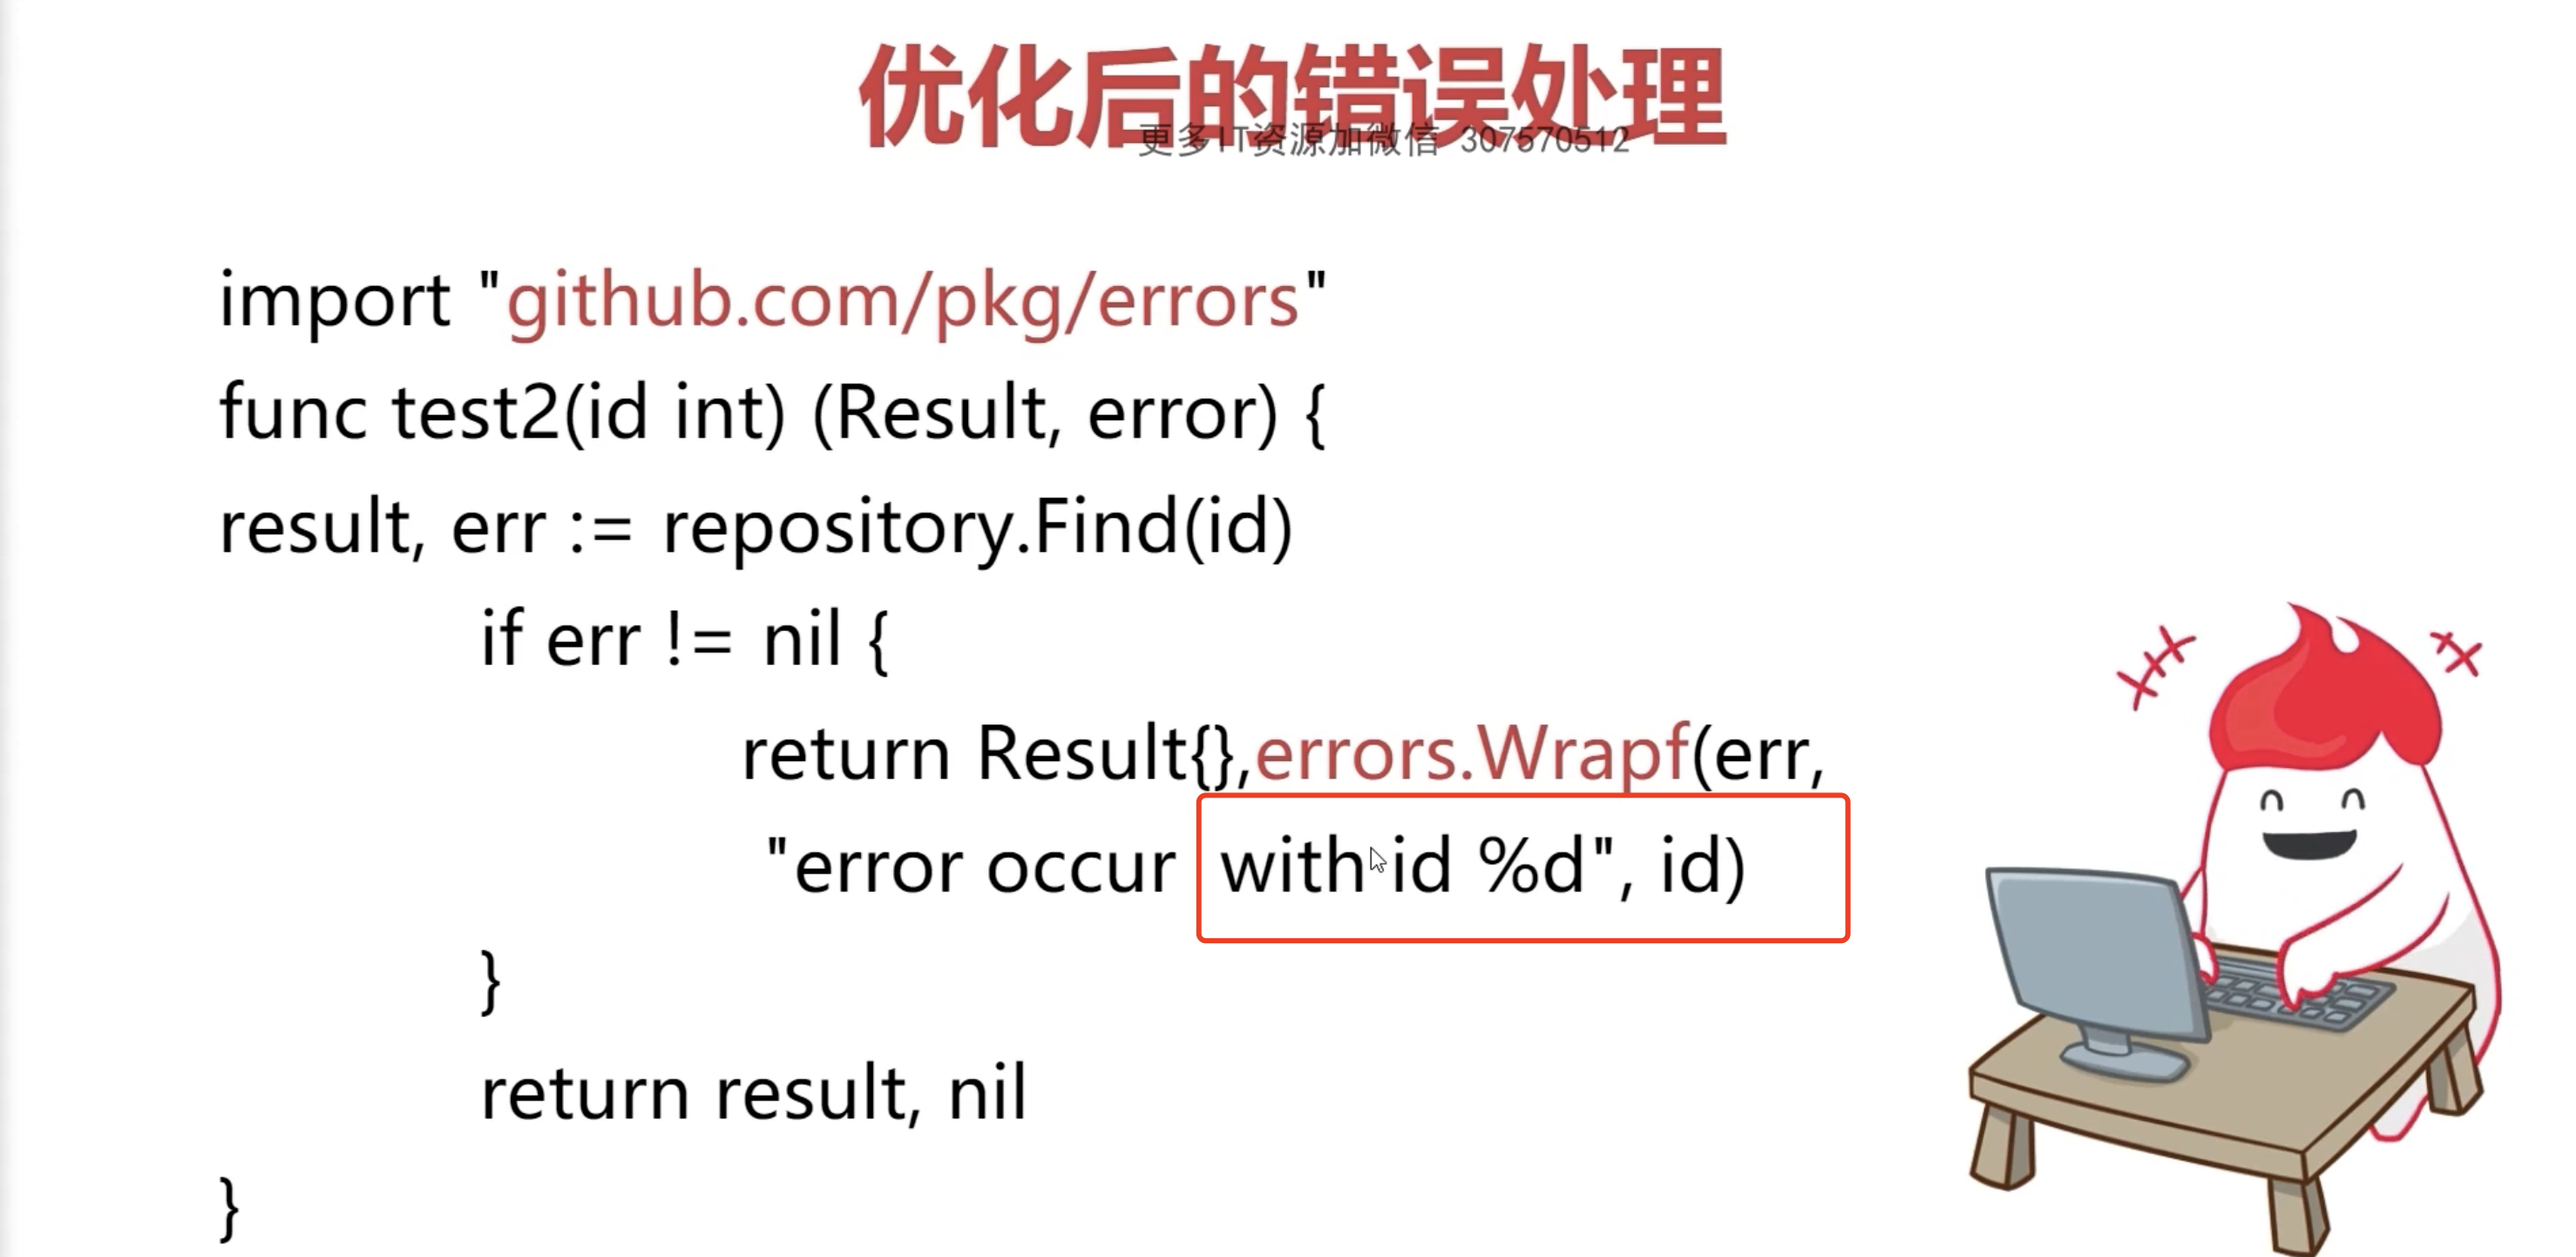 优化后的错误处理
更多IT资源加微信 307570512
import "github.com/pkg/errors"
func test2(id int) (Result, error) {
result, err := repository.Find(id)
if err != nil {
return Result{},errors.Wrapf(err,
"error occur with id %d", id)
}
return result, nil
}